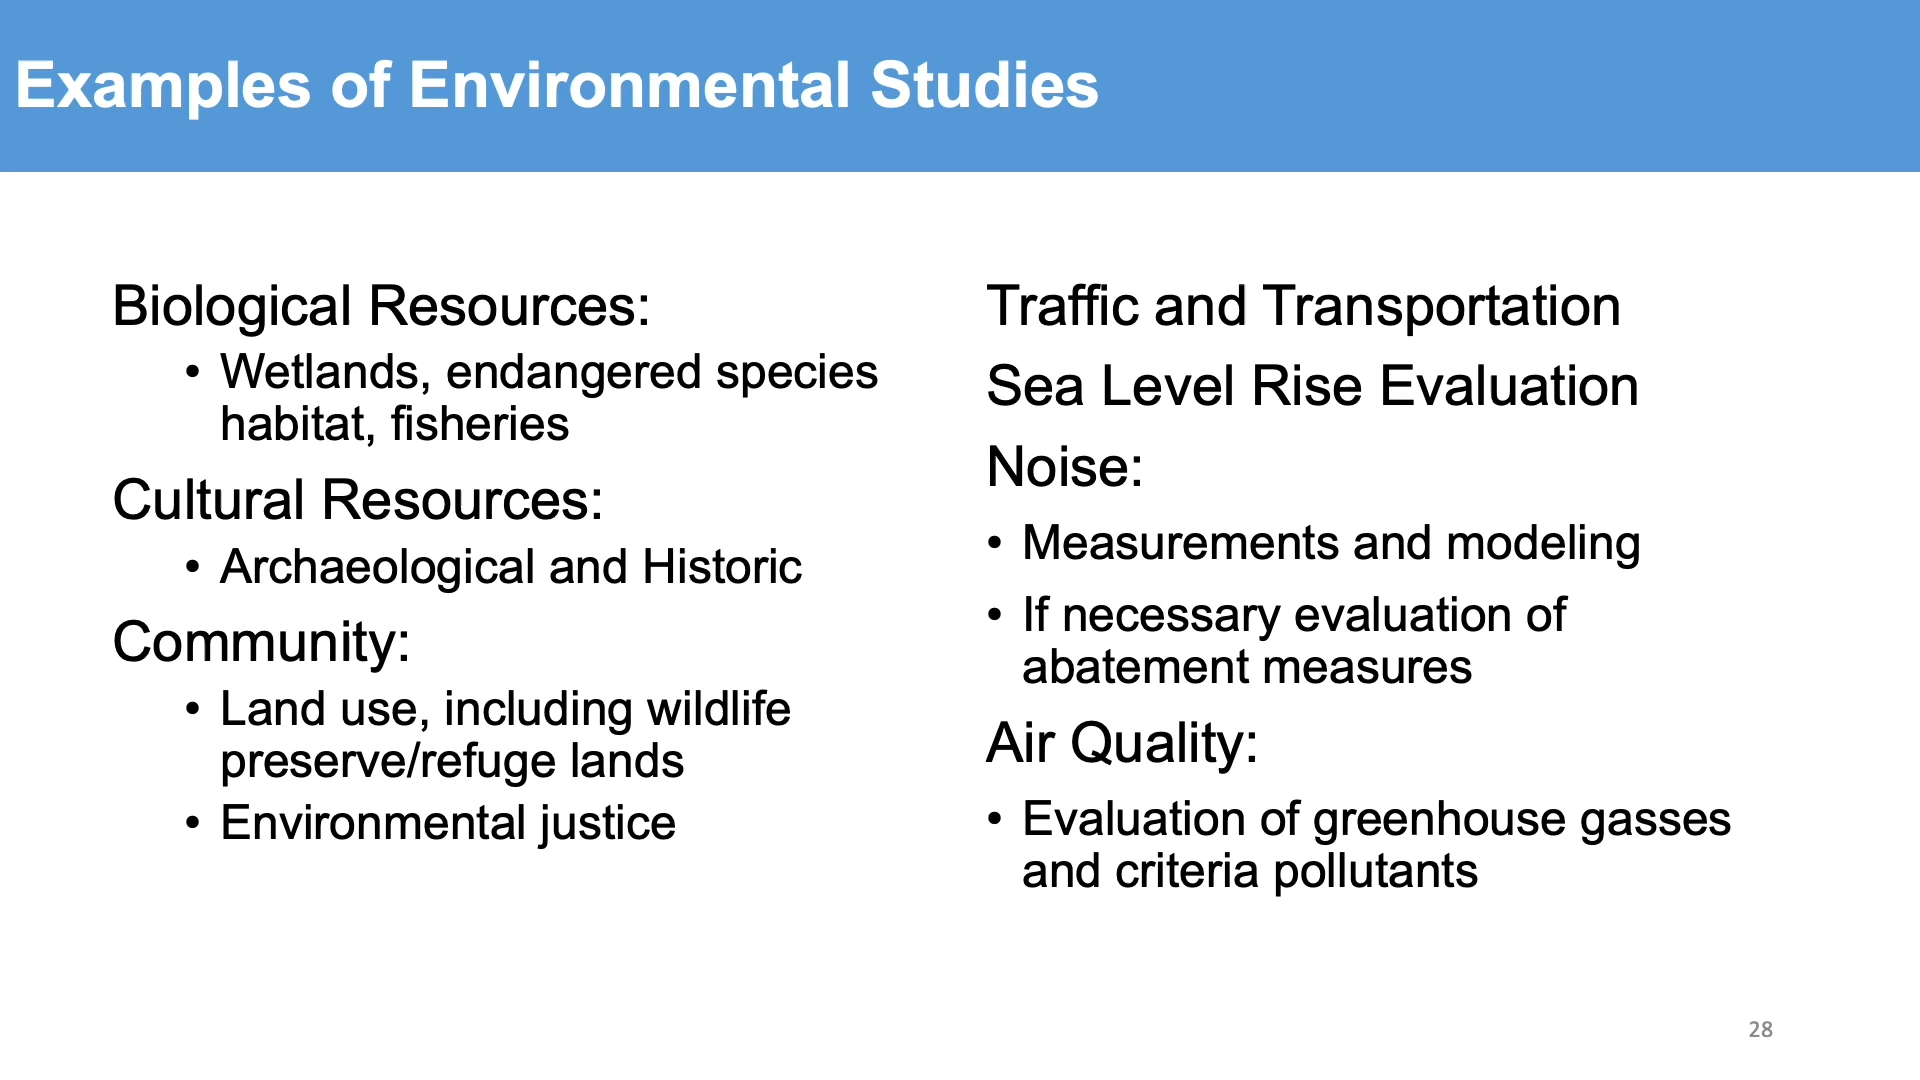 Examples of Environmental Studies
Biological Resources:
• Wetlands, endangered species
habitat, fisheries
Cultural Resources:
• Archaeological and Historic
Community:
• Land use, including wildlife
preserve/refuge lands
• Environmental justice
Traffic and Transportation
Sea Level Rise Evaluation
Noise:
• Measurements and modeling
• If necessary evaluation of
abatement measures
Air Quality:
• Evaluation of greenhouse gasses
and criteria pollutants
28